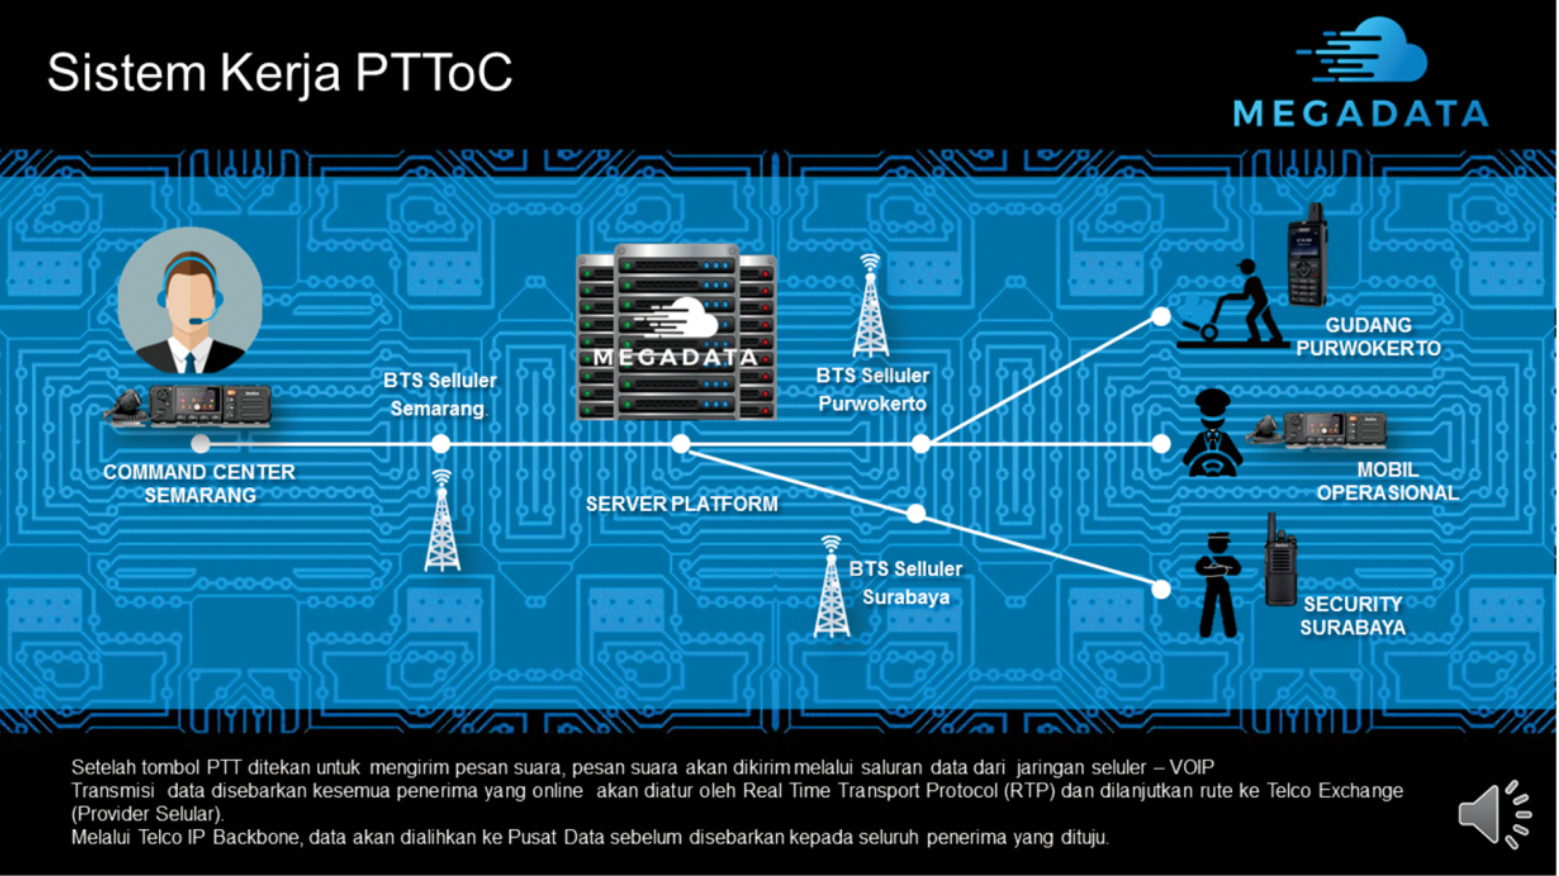 Sistem Kerja PTToC
MEGADATA
MEGADATA
BTS Selluler
Semarang.
BTS Selluler
Purwokerto
GUDANG
PURWOKERTO
COMMAND CENTER
SEMARANG
SERVER PLATFORM
MOBIL
OPERASIONAL
BTS Selluler
Surabaya
SECURITY
SURABAYA
Setelah tombol PTT ditekan untuk mengirim pesan suara, pesan suara akan dikirim melalui saluran data dari jaringan seluler – VOIP
Transmisi data disebarkan kesemua penerima yang online akan diatur oleh Real Time Transport Protocol (RTP) dan dilanjutkan rute ke Telco Exchange
(Provider Selular).
Melalui Telco IP Backbone, data akan dialihkan ke Pusat Data sebelum disebarkan kepada seluruh penerima yang dituju.